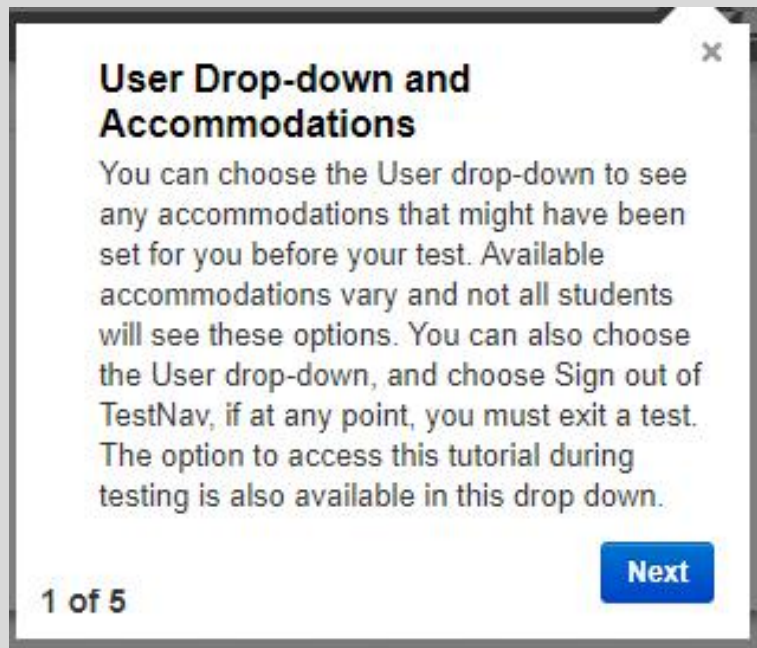 ×
User Drop-down and
Accommodations
You can choose the User drop-down to see
any accommodations that might have been
set for you before your test. Available
accommodations vary and not all students
will see these options. You can also choose
the User drop-down, and choose Sign out of
TestNav, if at any point, you must exit a test.
The option to access this tutorial during
testing is also available in this drop down.
Next
1 of 5